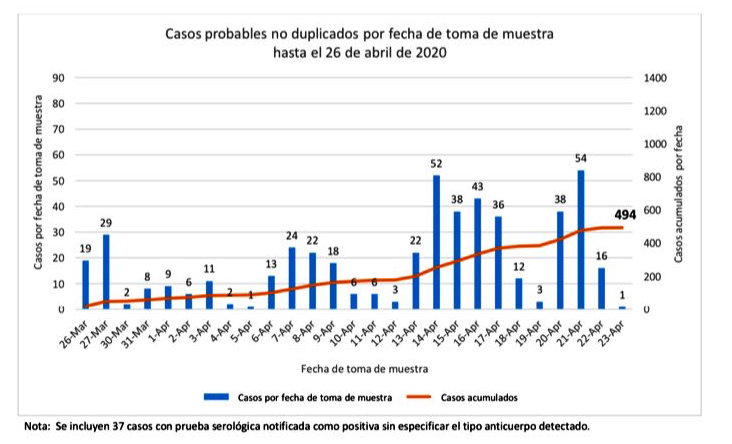 Casos probables no duplicados por fecha de toma de muestra
hasta el 26 de abril de 2020
Casos por fecha de toma de muestra
90
80
70
60
50
40
30
20
10
0
19
29
2
8
9
6
11
2
1
13
24
22
18
6
6
3
22
52
38
43
36
12
3
38
54
16
1
494
1400
1200
1000
800
600
400
200
0
Casos acumulados por fecha
26-Mar
27-Mar
30-Mar
31-Mar
1-Apr
2-Apr
3-Apr
4-Apr
5-Apr
6-Apr
7-Apr
8-Apr
9-Apr
10-Apr
11-Apr
12-Apr
13-Apr
14-Apr
15-Apr
16-Apr
17-Apr
18-Apr
19-Apr
20-Apr
21-Apr
22-Apr
23-Apr
Fecha de toma de muestra
Casos por fecha de toma de muestra
Casos acumulados
Nota: Se incluyen 37 casos con prueba serológica notificada como positiva sin especificar el tipo anticuerpo detectado.